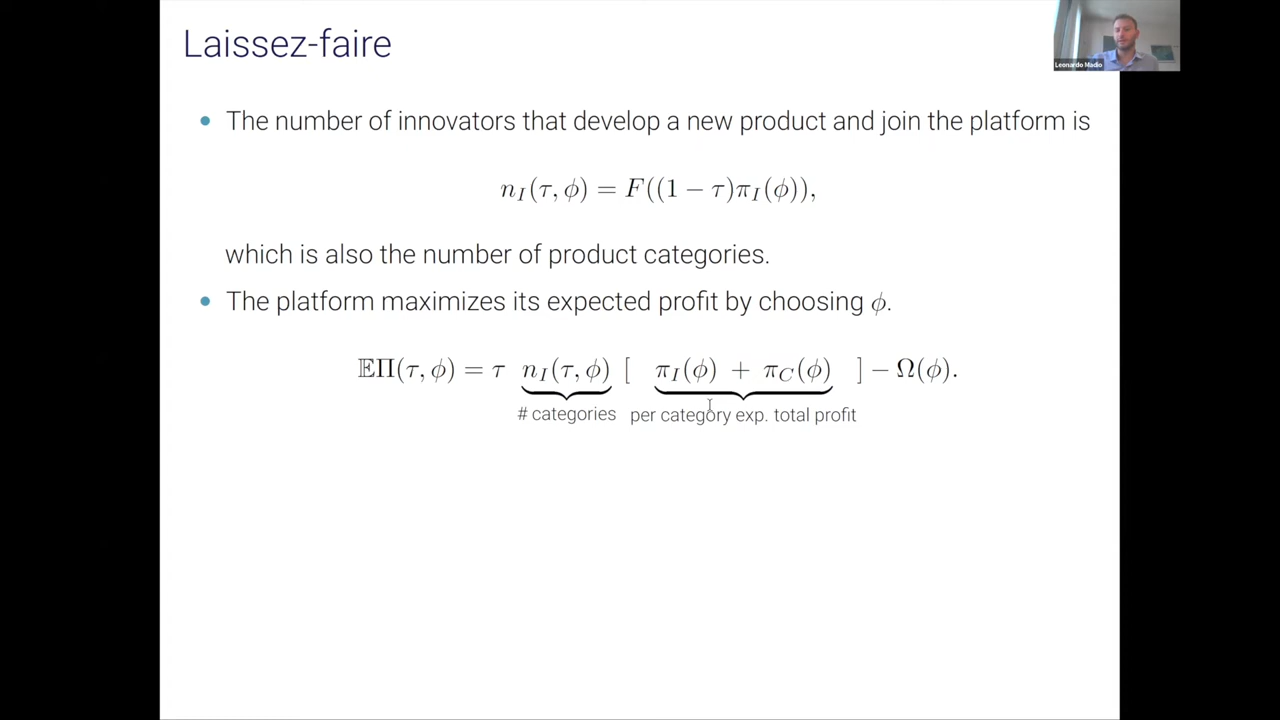 Laissez-faire
Leonardo Madio
• The number of innovators that develop a new product and join the platform is
n_I(τ, ϕ) = F((1 − τ)π_I(ϕ)),
which is also the number of product categories.
• The platform maximizes its expected profit by choosing ϕ.
𝔼Π(τ, ϕ) = τ n_I(τ, ϕ) [ π_I(ϕ) + π_C(ϕ) ] − Ω(ϕ).
# categories per category exp. total profit